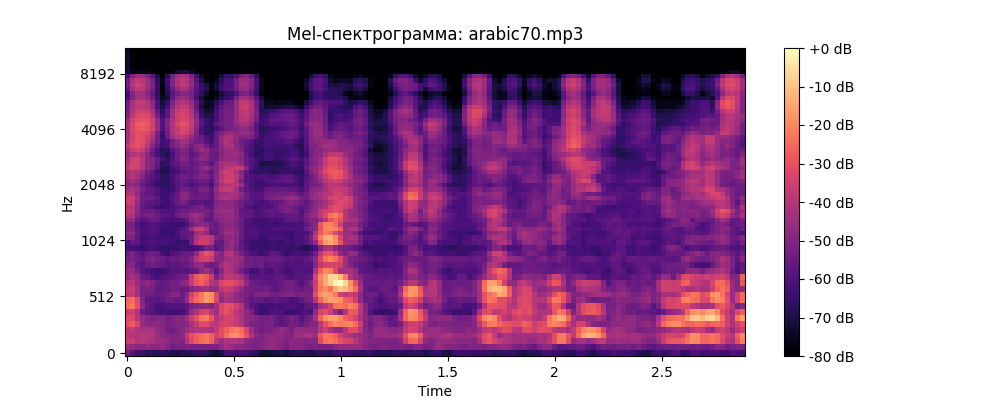 Mel-спектрограмма: arabic70.mp3
Hz
8192
4096
2048
1024
512
0
0
0.5
1
1.5
2
2.5
Time
+0 dB
-10 dB
-20 dB
-30 dB
-40 dB
-50 dB
-60 dB
-70 dB
-80 dB